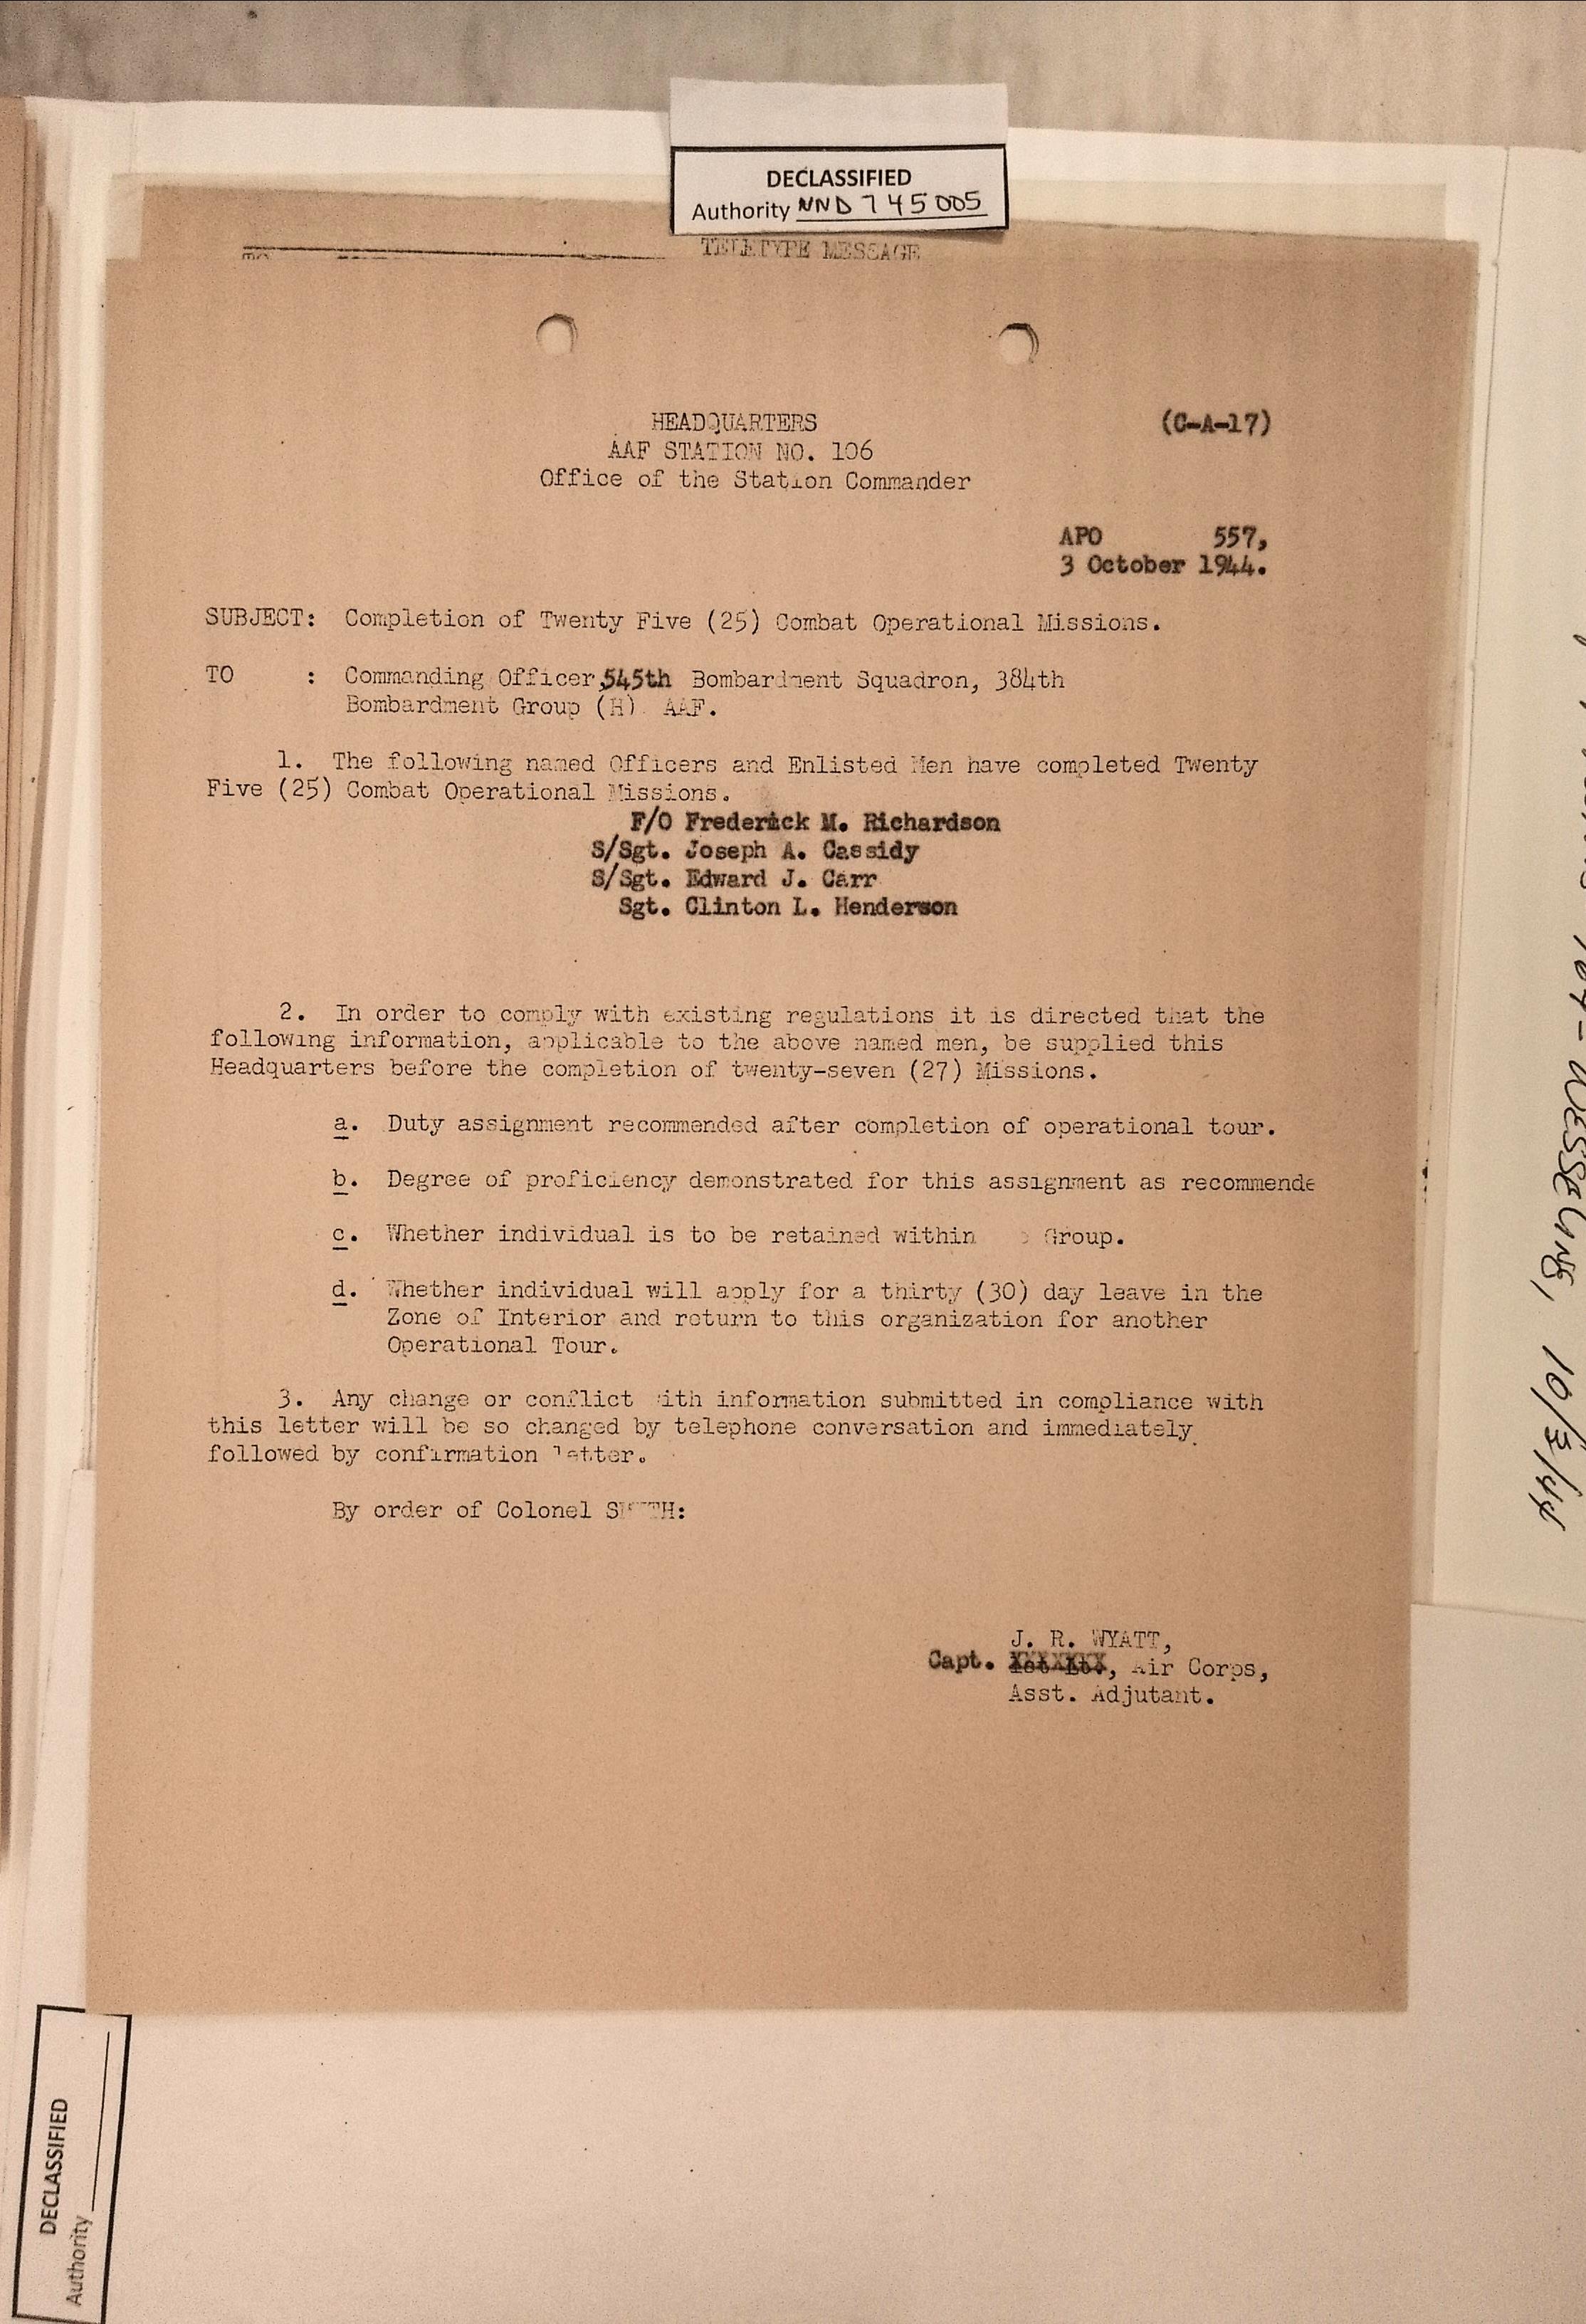 DECLASSIFIED
Authority NND 745005
TELETYPE MESSAGE
HEADQUARTERS (C-A-17)
AAF STATION NO. 106
Office of the Station Commander
APO 557,
3 October 1944.
SUBJECT: Completion of Twenty Five (25) Combat Operational Missions.
TO : Commanding Officer, 545th Bombardment Squadron, 384th
Bombardment Group (H) AAF.
1. The following named Officers and Enlisted Men have completed Twenty
Five (25) Combat Operational Missions.
F/O Frederick M. Richardson
S/Sgt. Joseph A. Cassidy
S/Sgt. Edward J. Carr
Sgt. Clinton L. Henderson
2. In order to comply with existing regulations it is directed that the
following information, applicable to the above named men, be supplied this
Headquarters before the completion of twenty-seven (27) Missions.
a. Duty assignment recommended after completion of operational tour.
b. Degree of proficiency demonstrated for this assignment as recommende
c. Whether individual is to be retained within Group.
d. Whether individual will apply for a thirty (30) day leave in the
Zone of Interior and return to this organization for another
Operational Tour.
3. Any change or conflict ith information submitted in compliance with
this letter will be so changed by telephone conversation and immediately
followed by confirmation letter.
By order of Colonel SMITH:
J. R. WYATT,
Capt. 1st Lt., Air Corps,
Asst. Adjutant.
WESSELING, 10/3/44
DECLASSIFIED
Authority